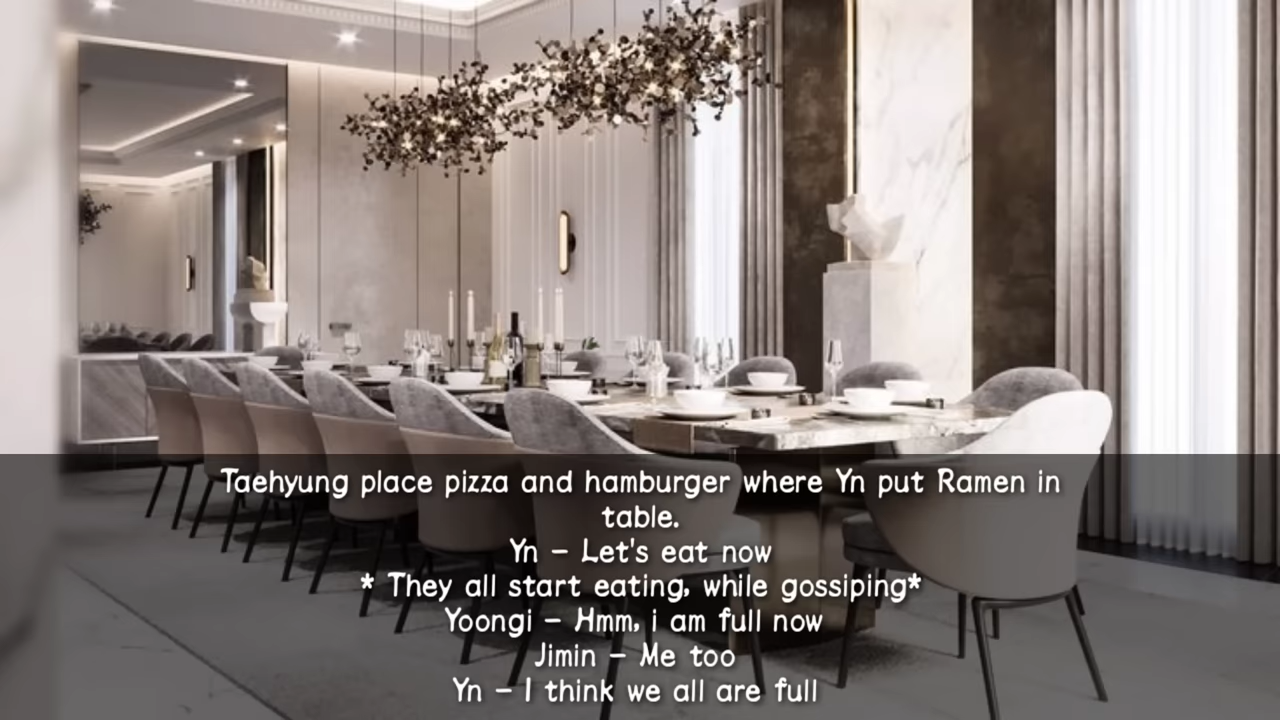 Taehyung place pizza and hamburger where Yn put Ramen in
table.
Yn - Let's eat now
* They all start eating, while gossiping*
Yoongi - Hmm, i am full now
Jimin - Me too
Yn - I think we all are full